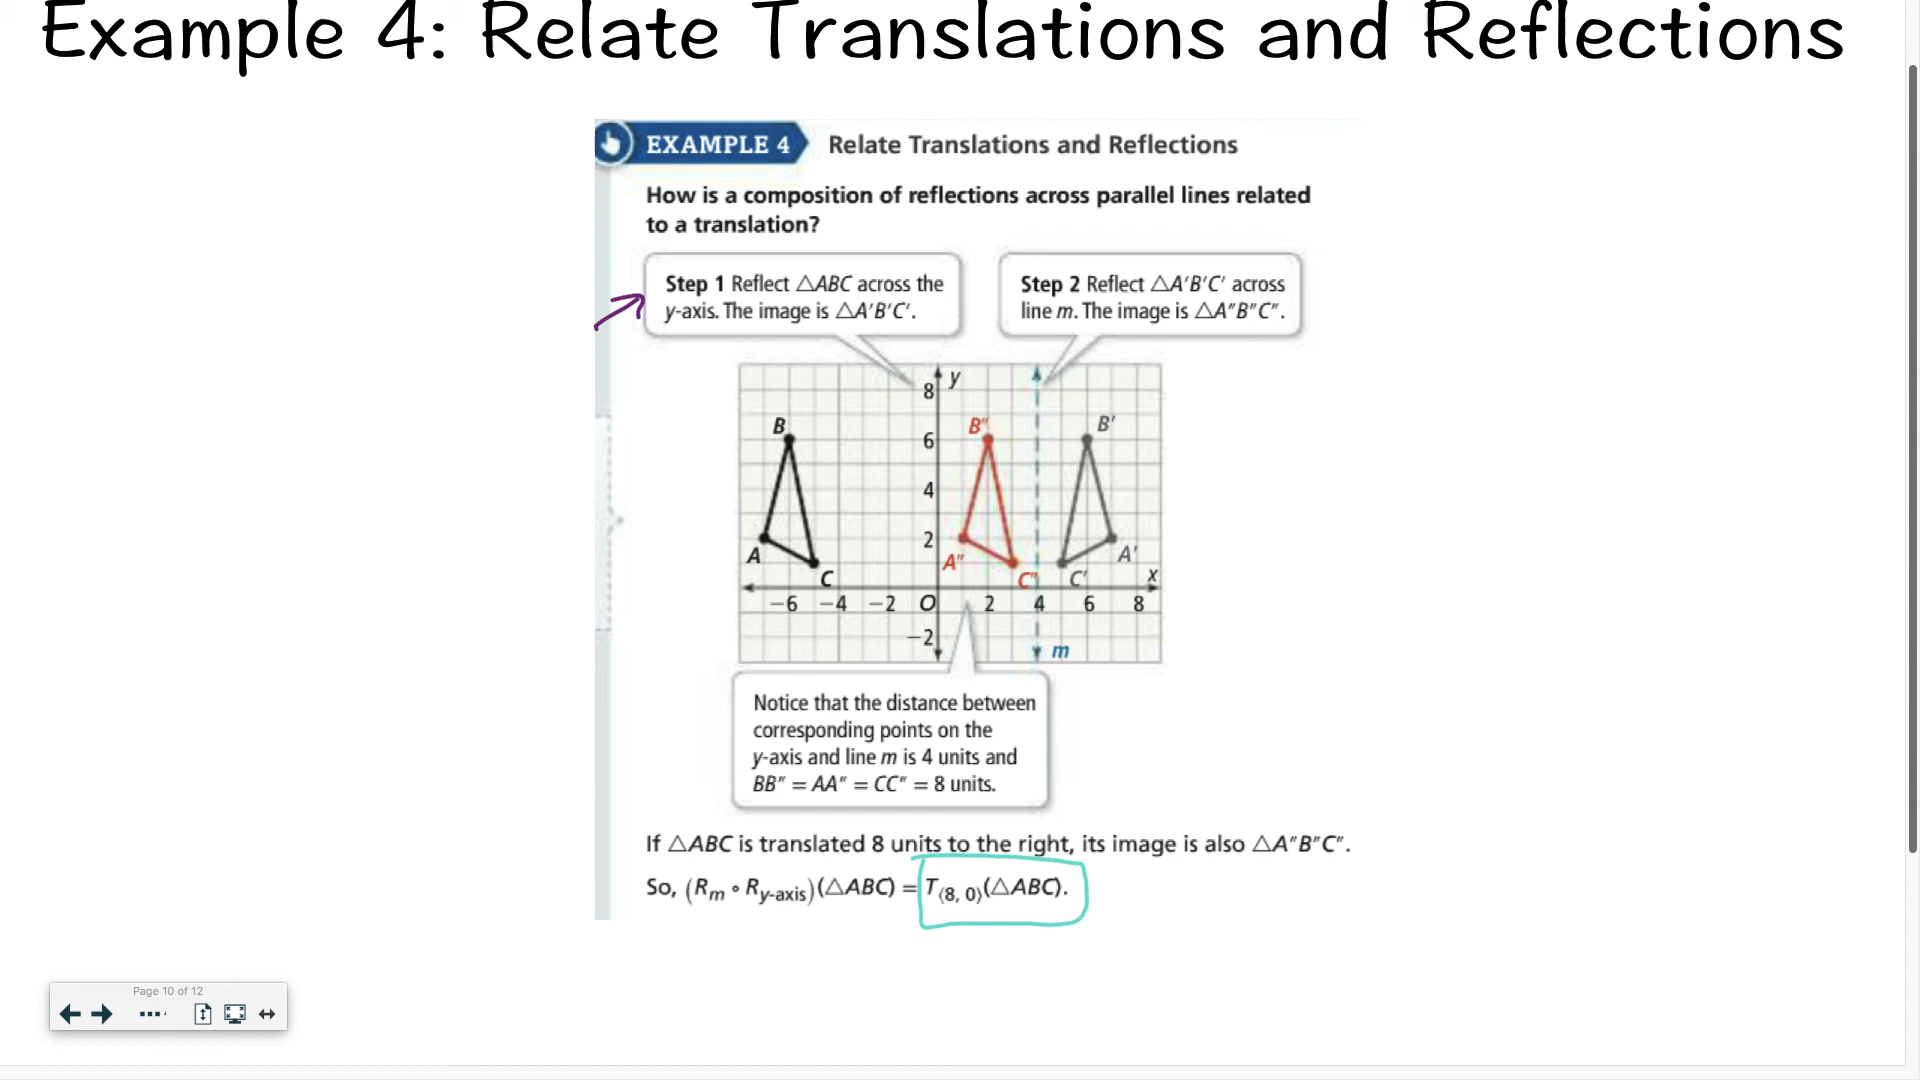 Example 4: Relate Translations and Reflections
EXAMPLE 4 Relate Translations and Reflections
How is a composition of reflections across parallel lines related
to a translation?
Step 1 Reflect △ABC across the
y-axis. The image is △A′B′C′.
Step 2 Reflect △A′B′C′ across
line m. The image is △A″B″C″.
8 y
B B″ B′
6
4
2
A A″ A′
C C″ C′ x
−6 −4 −2 O 2 4 6 8
−2
m
Notice that the distance between
corresponding points on the
y-axis and line m is 4 units and
BB″ = AA″ = CC″ = 8 units.
If △ABC is translated 8 units to the right, its image is also △A″B″C″.
So, (Rm ∘ Ry-axis)(△ABC) = T⟨8, 0⟩(△ABC).
Page 10 of 12